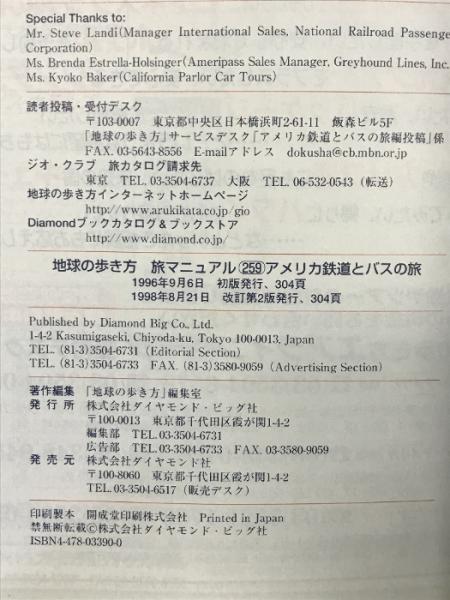 Special Thanks to:
Mr. Steve Landi(Manager International Sales, National Railroad Passenge
Corporation)
Ms. Brenda Estrella-Holsinger(Ameripass Sales Manager, Greyhound Lines, Inc.
Ms. Kyoko Baker(California Parlor Car Tours)
読者投稿・受付デスク
〒103-0007 東京都中央区日本橋浜町2-61-11 飯森ビル5F
「地球の歩き方」サービスデスク「アメリカ鉄道とバスの旅編投稿」係
FAX. 03-5643-8556 E-mailアドレス dokusha@cb.mbn.or.jp
ジオ・クラブ 旅カタログ請求先
東京 TEL. 03-3504-6737 大阪 TEL. 06-532-0543(転送)
地球の歩き方インターネットホームページ
http://www.arukikata.co.jp/gio
Diamondブックカタログ&ブックストア
http://www.diamond.co.jp/
地球の歩き方 旅マニュアル㉕9アメリカ鉄道とバスの旅
1996年9月6日 初版発行、304頁
1998年8月21日 改訂第2版発行、304頁
Published by Diamond Big Co., Ltd.
1-4-2 Kasumigaseki, Chiyoda-ku, Tokyo 100-0013, Japan
TEL. (81-3)3504-6731 (Editorial Section)
TEL. (81-3)3504-6733 FAX. (81-3)3580-9059 (Advertising Section)
著作編集 「地球の歩き方」編集室
発行所 株式会社ダイヤモンド・ビッグ社
〒100-0013 東京都千代田区霞が関1-4-2
編集部 TEL. 03-3504-6731
広告部 TEL. 03-3504-6733 FAX. 03-3580-9059
発売元 株式会社ダイヤモンド社
〒100-8060 東京都千代田区霞が関1-4-2
TEL. 03-3504-6517(販売デスク)
印刷製本 開成堂印刷株式会社 Printed in Japan
禁無断転載©株式会社ダイヤモンド・ビッグ社
ISBN4-478-03390-0